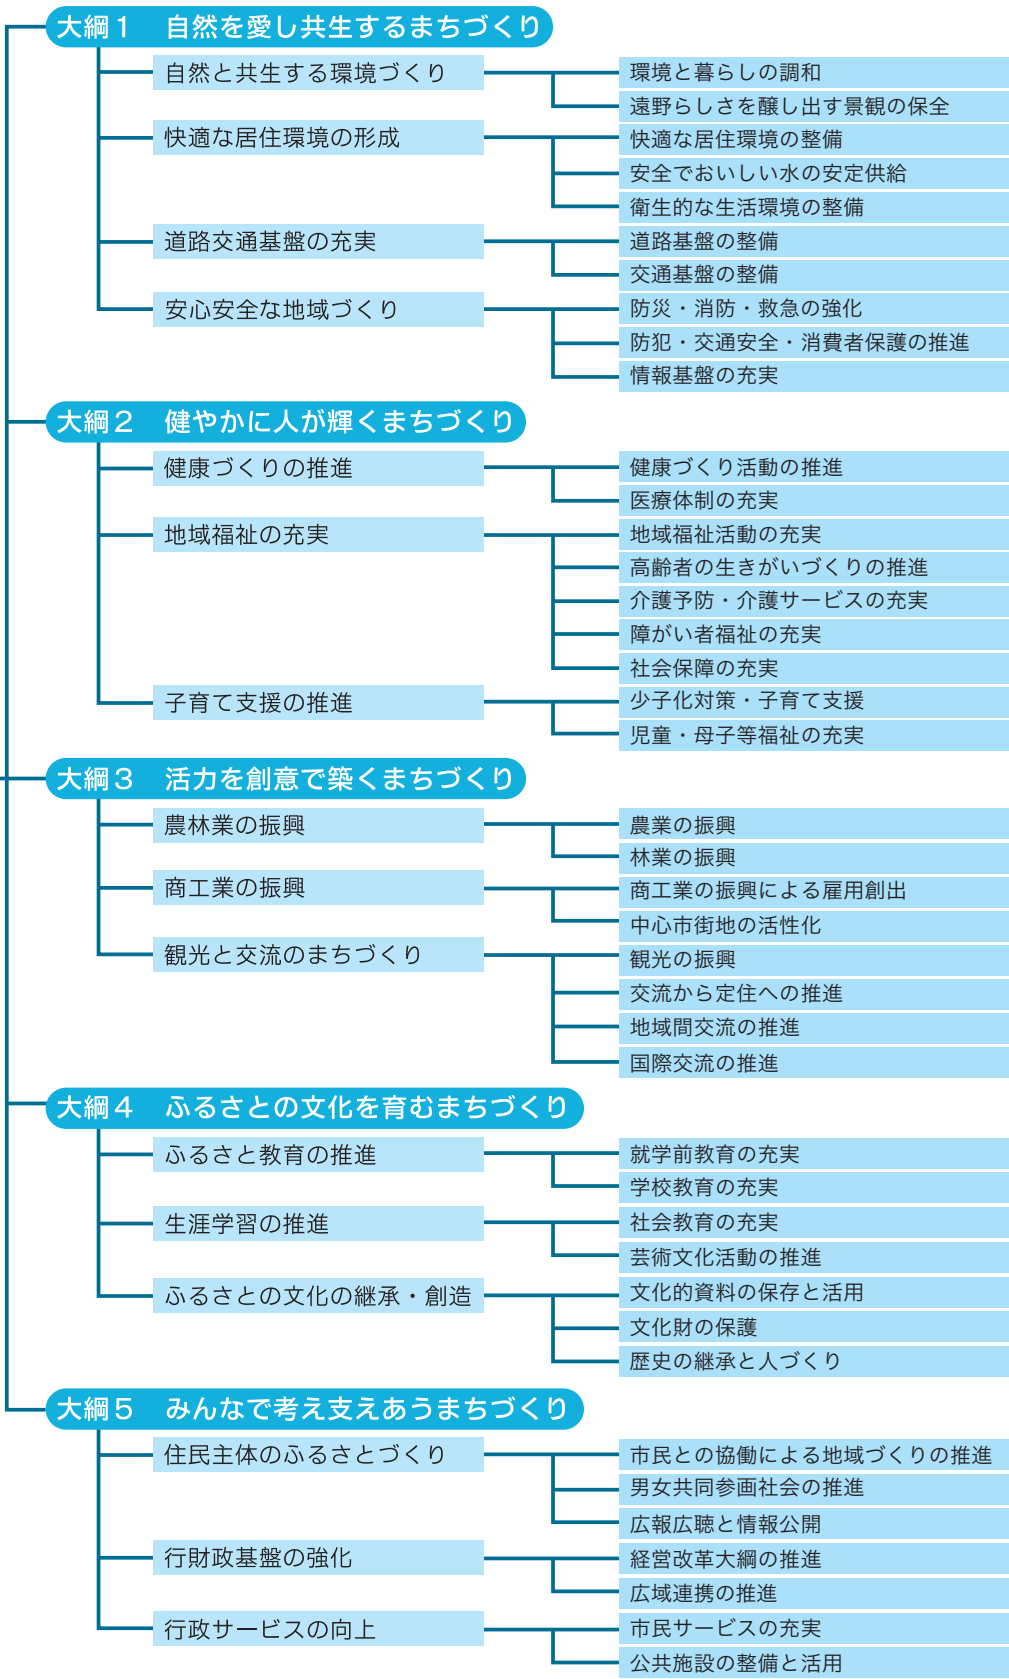 大綱１　自然を愛し共生するまちづくり
自然と共生する環境づくり
環境と暮らしの調和
遠野らしさを醸し出す景観の保全
快適な居住環境の形成
快適な居住環境の整備
安全でおいしい水の安定供給
衛生的な生活環境の整備
道路交通基盤の充実
道路基盤の整備
交通基盤の整備
安心安全な地域づくり
防災・消防・救急の強化
防犯・交通安全・消費者保護の推進
情報基盤の充実
大綱２　健やかに人が輝くまちづくり
健康づくりの推進
健康づくり活動の推進
医療体制の充実
地域福祉の充実
地域福祉活動の充実
高齢者の生きがいづくりの推進
介護予防・介護サービスの充実
障がい者福祉の充実
社会保障の充実
子育て支援の推進
少子化対策・子育て支援
児童・母子等福祉の充実
大綱３　活力を創意で築くまちづくり
農林業の振興
農業の振興
林業の振興
商工業の振興
商工業の振興による雇用創出
中心市街地の活性化
観光と交流のまちづくり
観光の振興
交流から定住への推進
地域間交流の推進
国際交流の推進
大綱４　ふるさとの文化を育むまちづくり
ふるさと教育の推進
就学前教育の充実
学校教育の充実
生涯学習の推進
社会教育の充実
芸術文化活動の推進
ふるさとの文化の継承・創造
文化的資料の保存と活用
文化財の保護
歴史の継承と人づくり
大綱５　みんなで考え支えあうまちづくり
住民主体のふるさとづくり
市民との協働による地域づくりの推進
男女共同参画社会の推進
広報広聴と情報公開
行財政基盤の強化
経営改革大綱の推進
広域連携の推進
行政サービスの向上
市民サービスの充実
公共施設の整備と活用